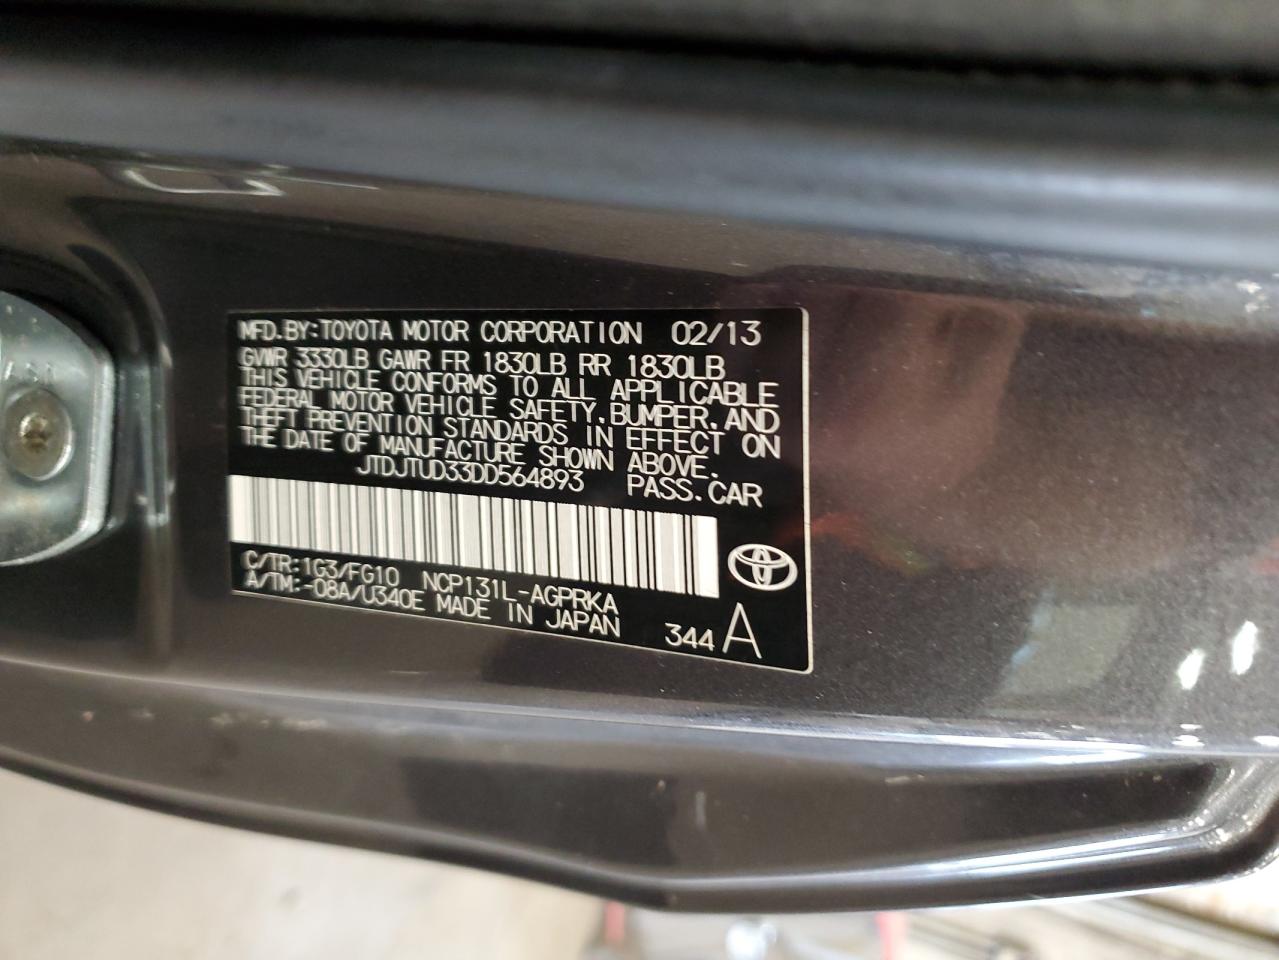 MFD.BY:TOYOTA MOTOR CORPORATION 02/13
GVWR 3330LB GAWR FR 1830LB RR 1830LB
THIS VEHICLE CONFORMS TO ALL APPLICABLE
FEDERAL MOTOR VEHICLE SAFETY,BUMPER,AND
THEFT PREVENTION STANDARDS IN EFFECT ON
THE DATE OF MANUFACTURE SHOWN ABOVE.
JTDJTUD33DD564893 PASS.CAR
C/TR:1G3/FG10 NCP131L-AGPRKA
A/TM:-08A/U340E MADE IN JAPAN 344 A